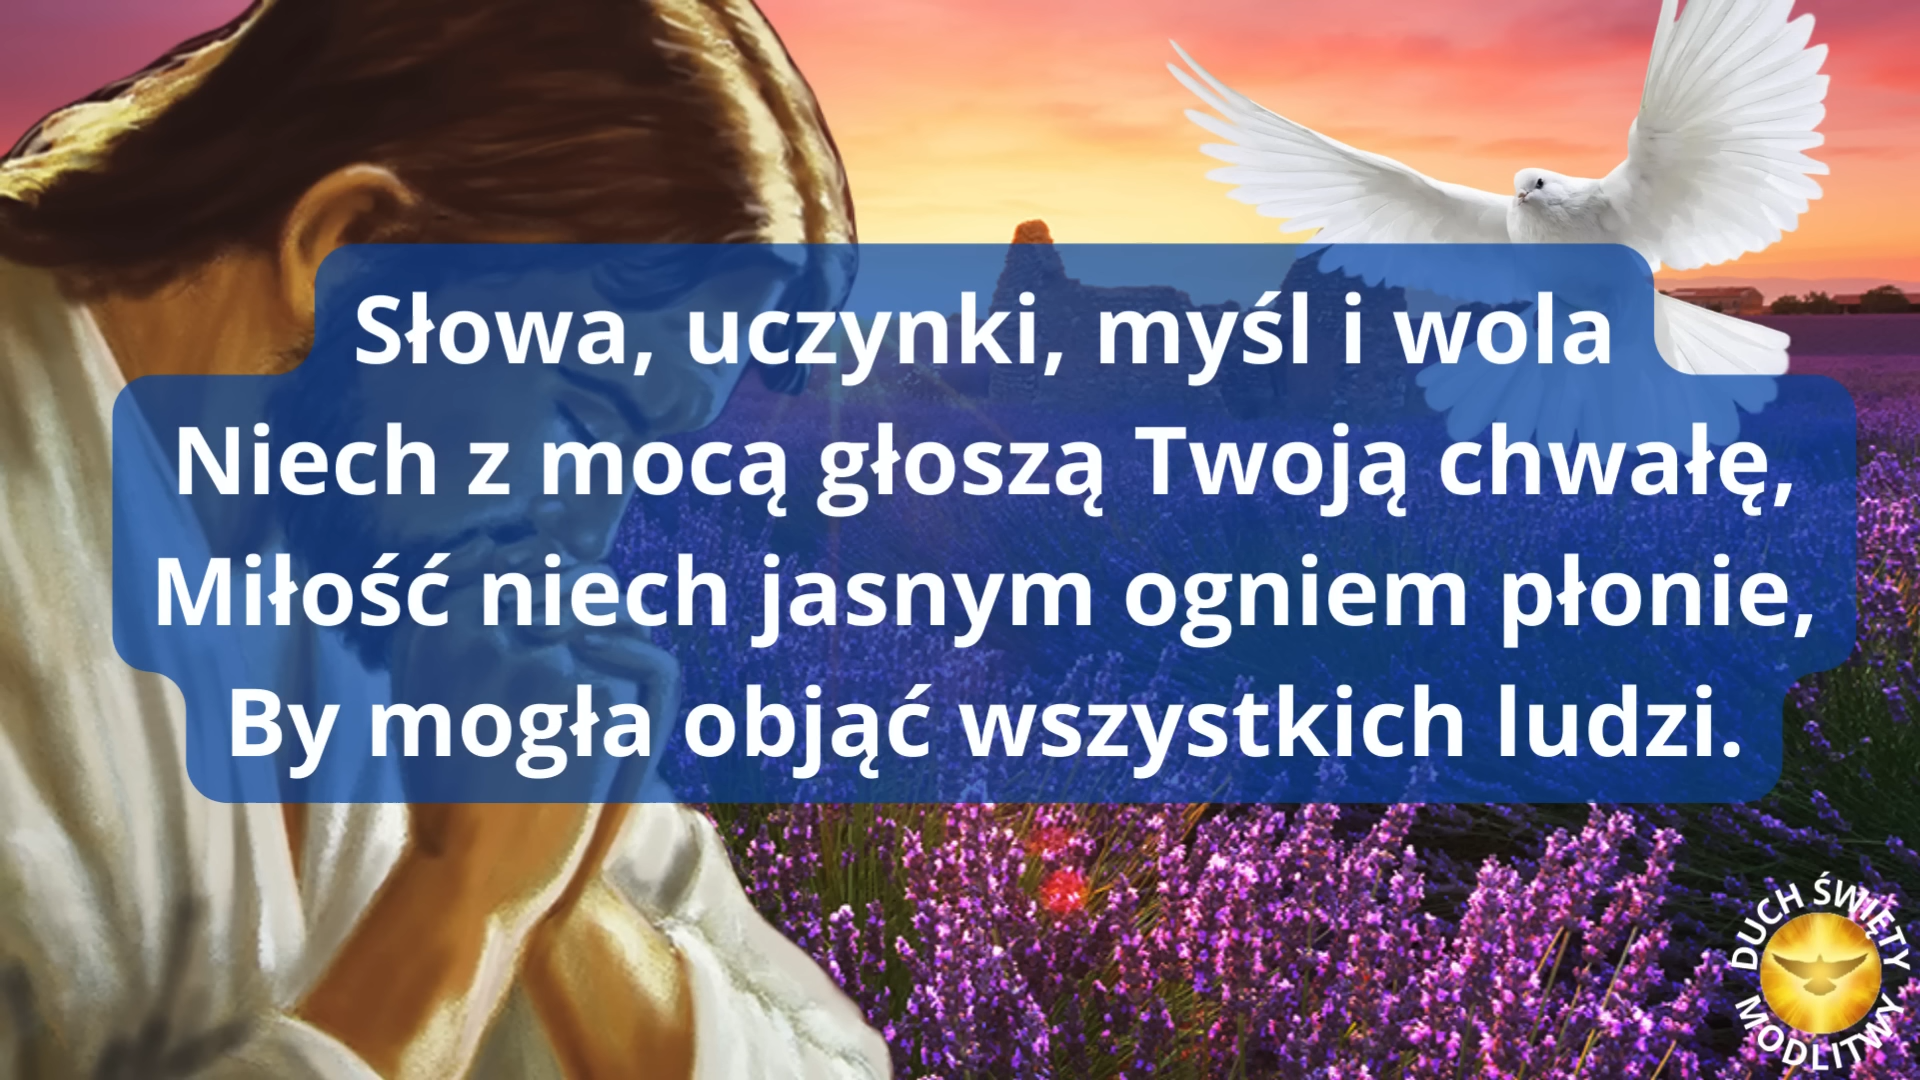 Słowa, uczynki, myśl i wola
Niech z mocą głoszą Twoją chwałę,
Miłość niech jasnym ogniem płonie,
By mogła objąć wszystkich ludzi.
DUCH ŚWIĘTY
MODLITWY